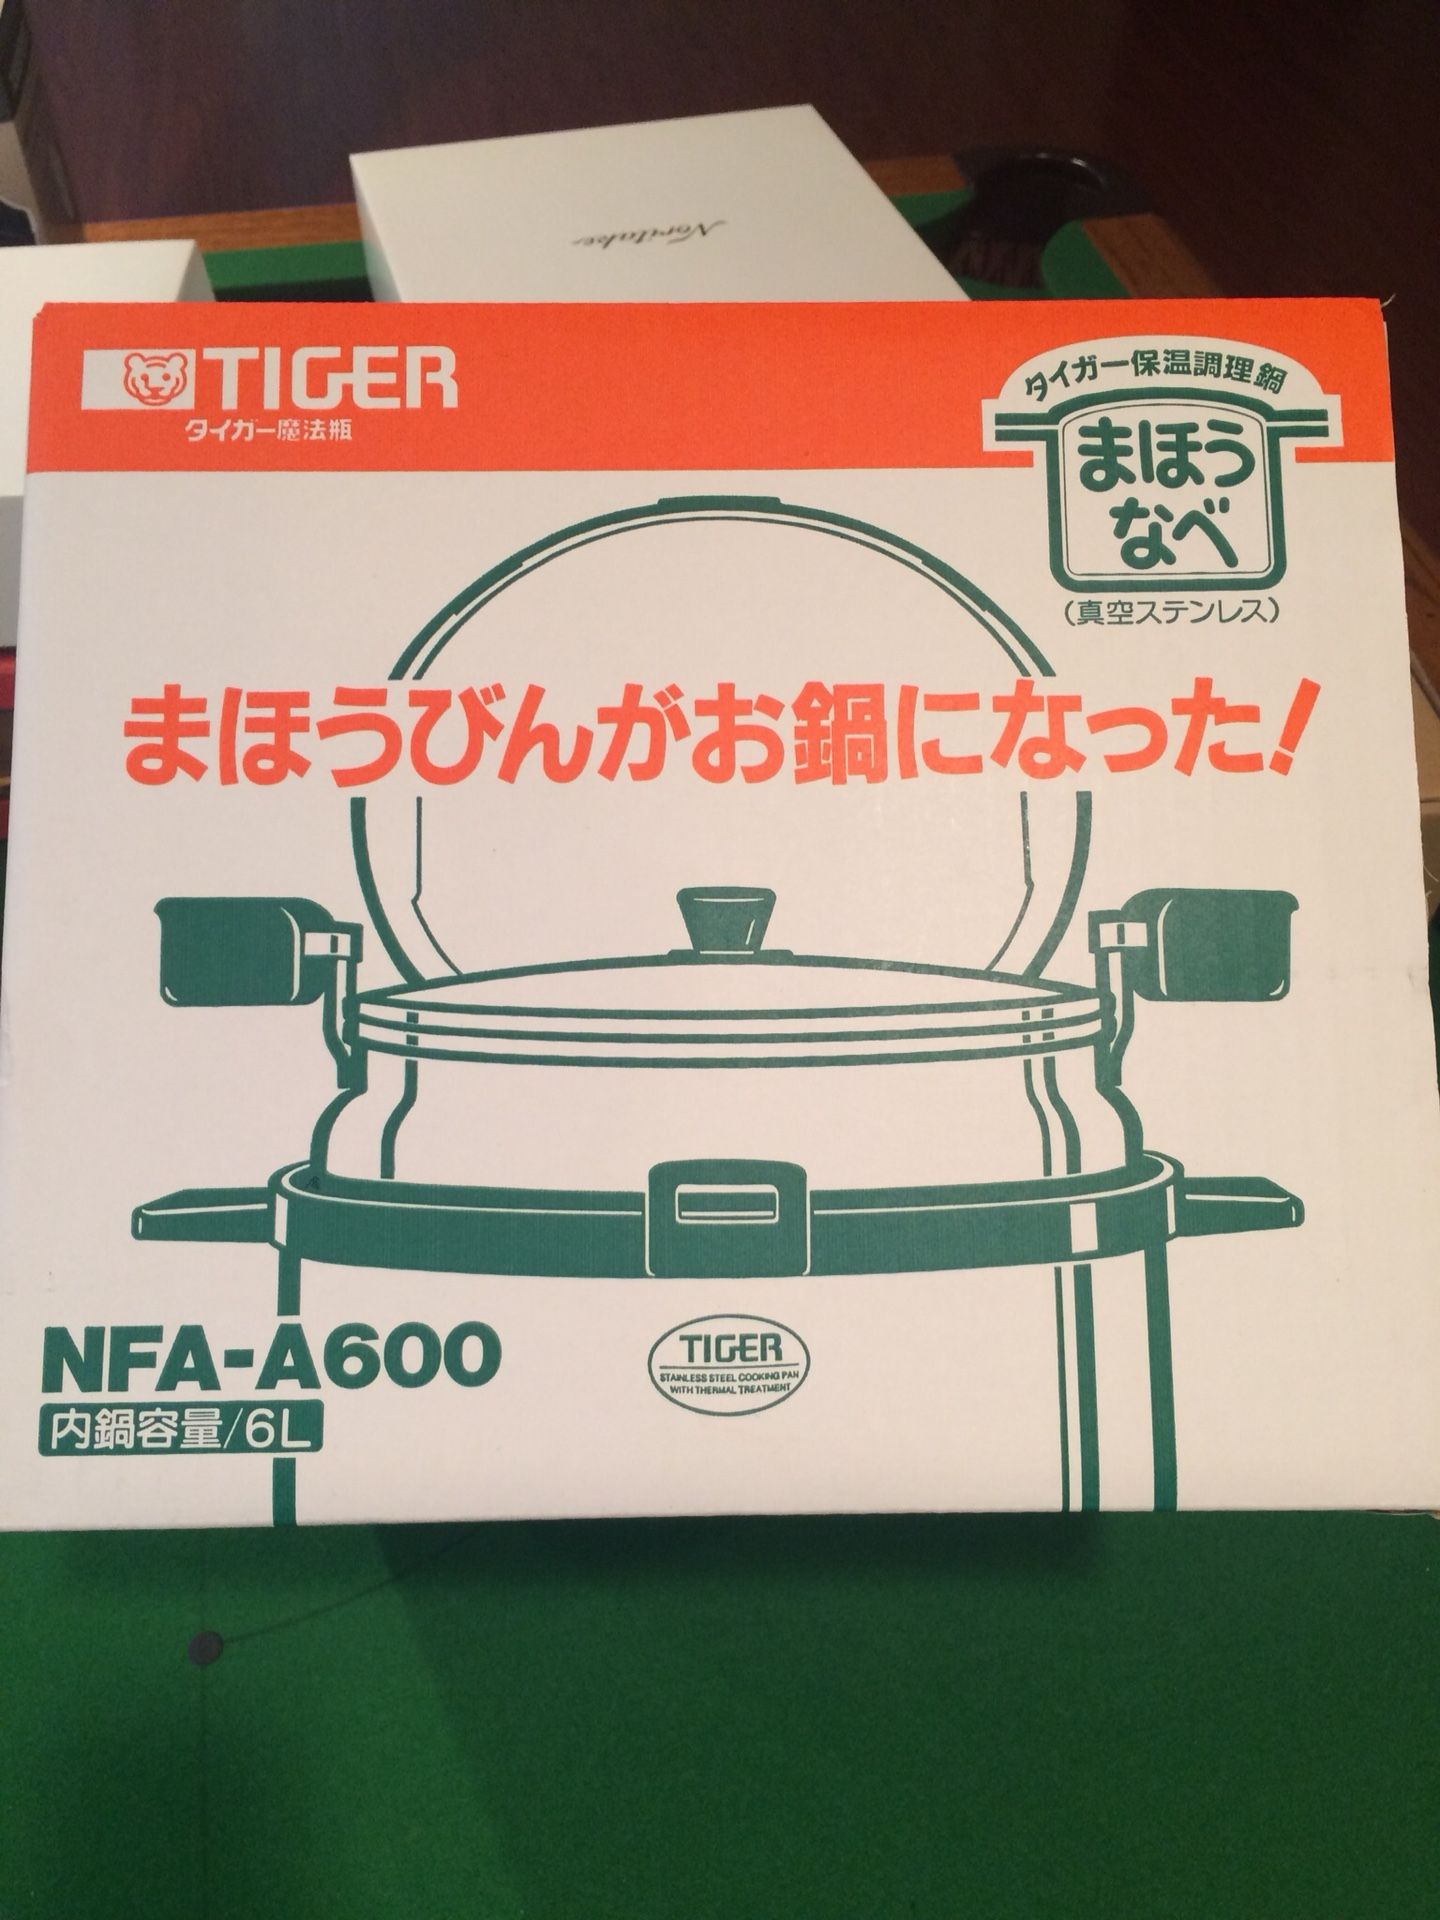 Noritake
TIGER
タイガー魔法瓶
タイガー保温調理鍋
まほう
なべ
(真空ステンレス)
まほうびんがお鍋になった!
NFA-A600
内鍋容量/6L
TIGER
STAINLESS STEEL COOKING PAN
WITH THERMAL TREATMENT